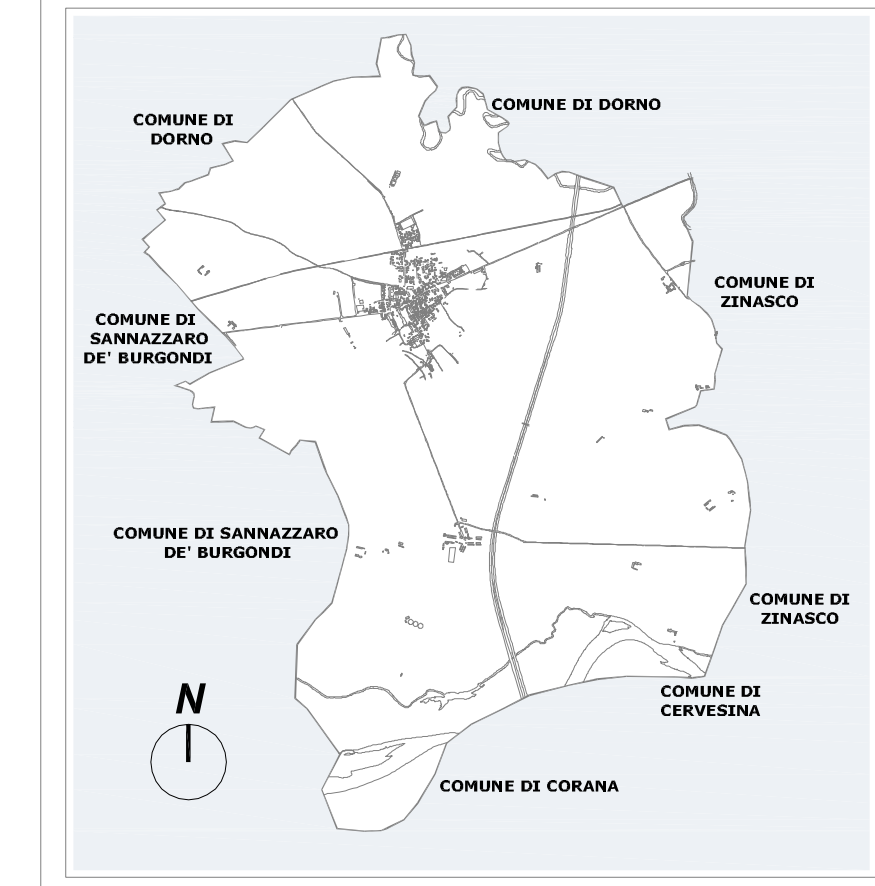 COMUNE DI DORNO
COMUNE DI
DORNO
COMUNE DI
ZINASCO
COMUNE DI
SANNAZZARO
DE' BURGONDI
COMUNE DI SANNAZZARO
DE' BURGONDI
COMUNE DI
ZINASCO
N
COMUNE DI
CERVESINA
COMUNE DI CORANA